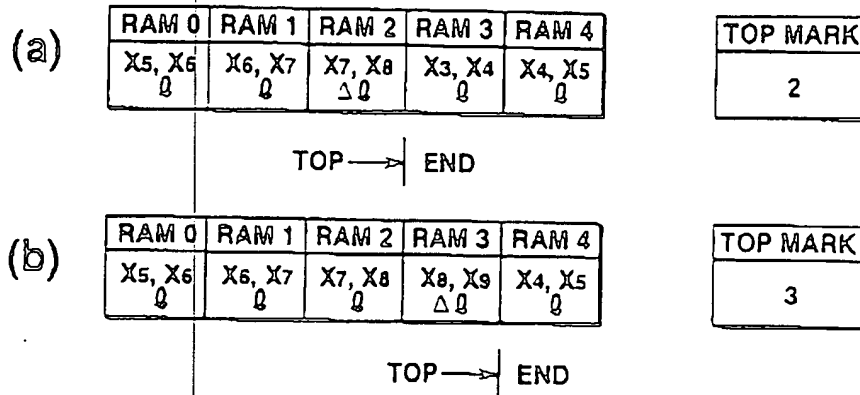 (a)
RAM 0 RAM 1 RAM 2 RAM 3 RAM 4
X5, X6 X6, X7 X7, X8 X3, X4 X4, X5
Q Q △ Q Q Q
TOP MARK
2
TOP → END
(b)
RAM 0 RAM 1 RAM 2 RAM 3 RAM 4
X5, X6 X6, X7 X7, X8 X8, X9 X4, X5
Q Q Q △ Q Q
TOP MARK
3
TOP → END